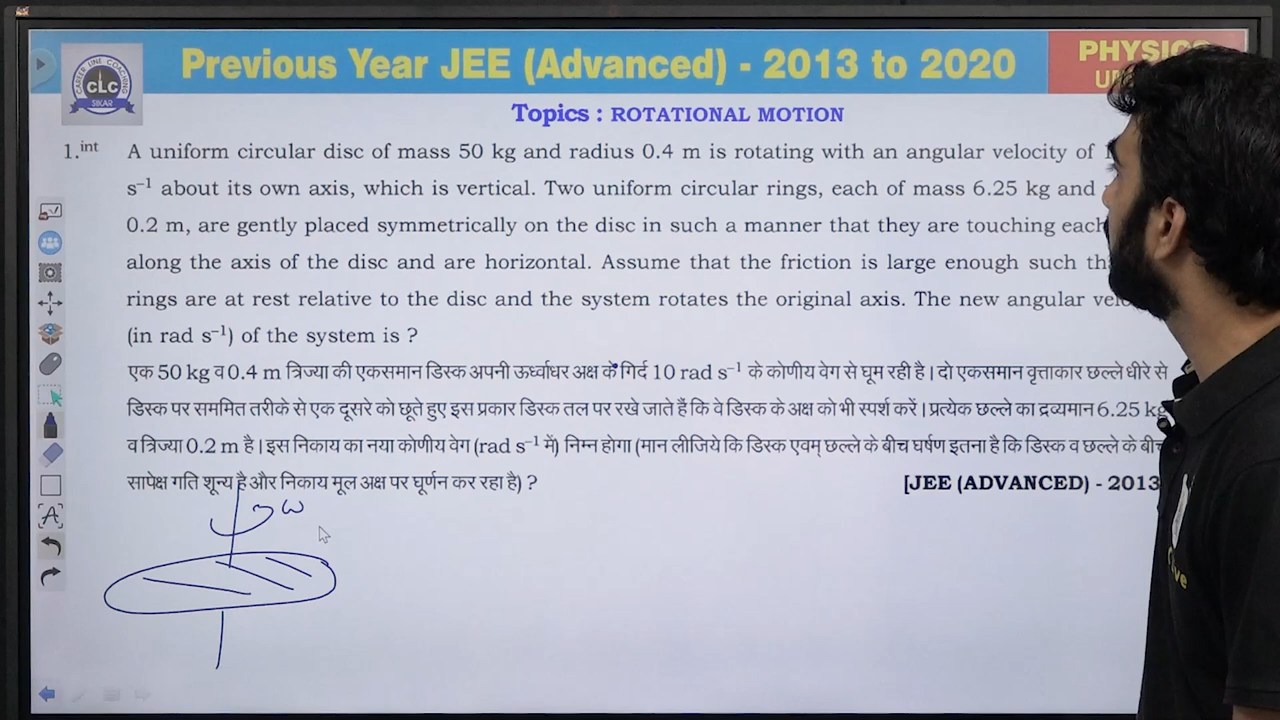 Previous Year JEE (Advanced) - 2013 to 2020
PHYSICS
CAREER LINE COACHING
CLC
SIKAR
Topics : ROTATIONAL MOTION
1.int A uniform circular disc of mass 50 kg and radius 0.4 m is rotating with an angular velocity of
s−1 about its own axis, which is vertical. Two uniform circular rings, each of mass 6.25 kg and
0.2 m, are gently placed symmetrically on the disc in such a manner that they are touching each
along the axis of the disc and are horizontal. Assume that the friction is large enough such
rings are at rest relative to the disc and the system rotates the original axis. The new angular
(in rad s−1) of the system is ?
एक 50 kg व 0.4 m त्रिज्या की एकसमान डिस्क अपनी ऊर्ध्वाधर अक्ष के गिर्द 10 rad s−1 के कोणीय वेग से घूम रही है। दो एकसमान वृत्ताकार छल्ले धीरे से
डिस्क पर सममित तरीके से एक दूसरे को छूते हुए इस प्रकार डिस्क तल पर रखे जाते हैं कि वे डिस्क के अक्ष को भी स्पर्श करें। प्रत्येक छल्ले का द्रव्यमान 6.25 kg
व त्रिज्या 0.2 m है। इस निकाय का नया कोणीय वेग (rad s−1 में) निम्न होगा (मान लीजिये कि डिस्क एवम् छल्ले के बीच घर्षण इतना है कि डिस्क व छल्ले के बीच
सापेक्ष गति शून्य है और निकाय मूल अक्ष पर घूर्णन कर रहा है) ?
[JEE (ADVANCED) - 2013
ω